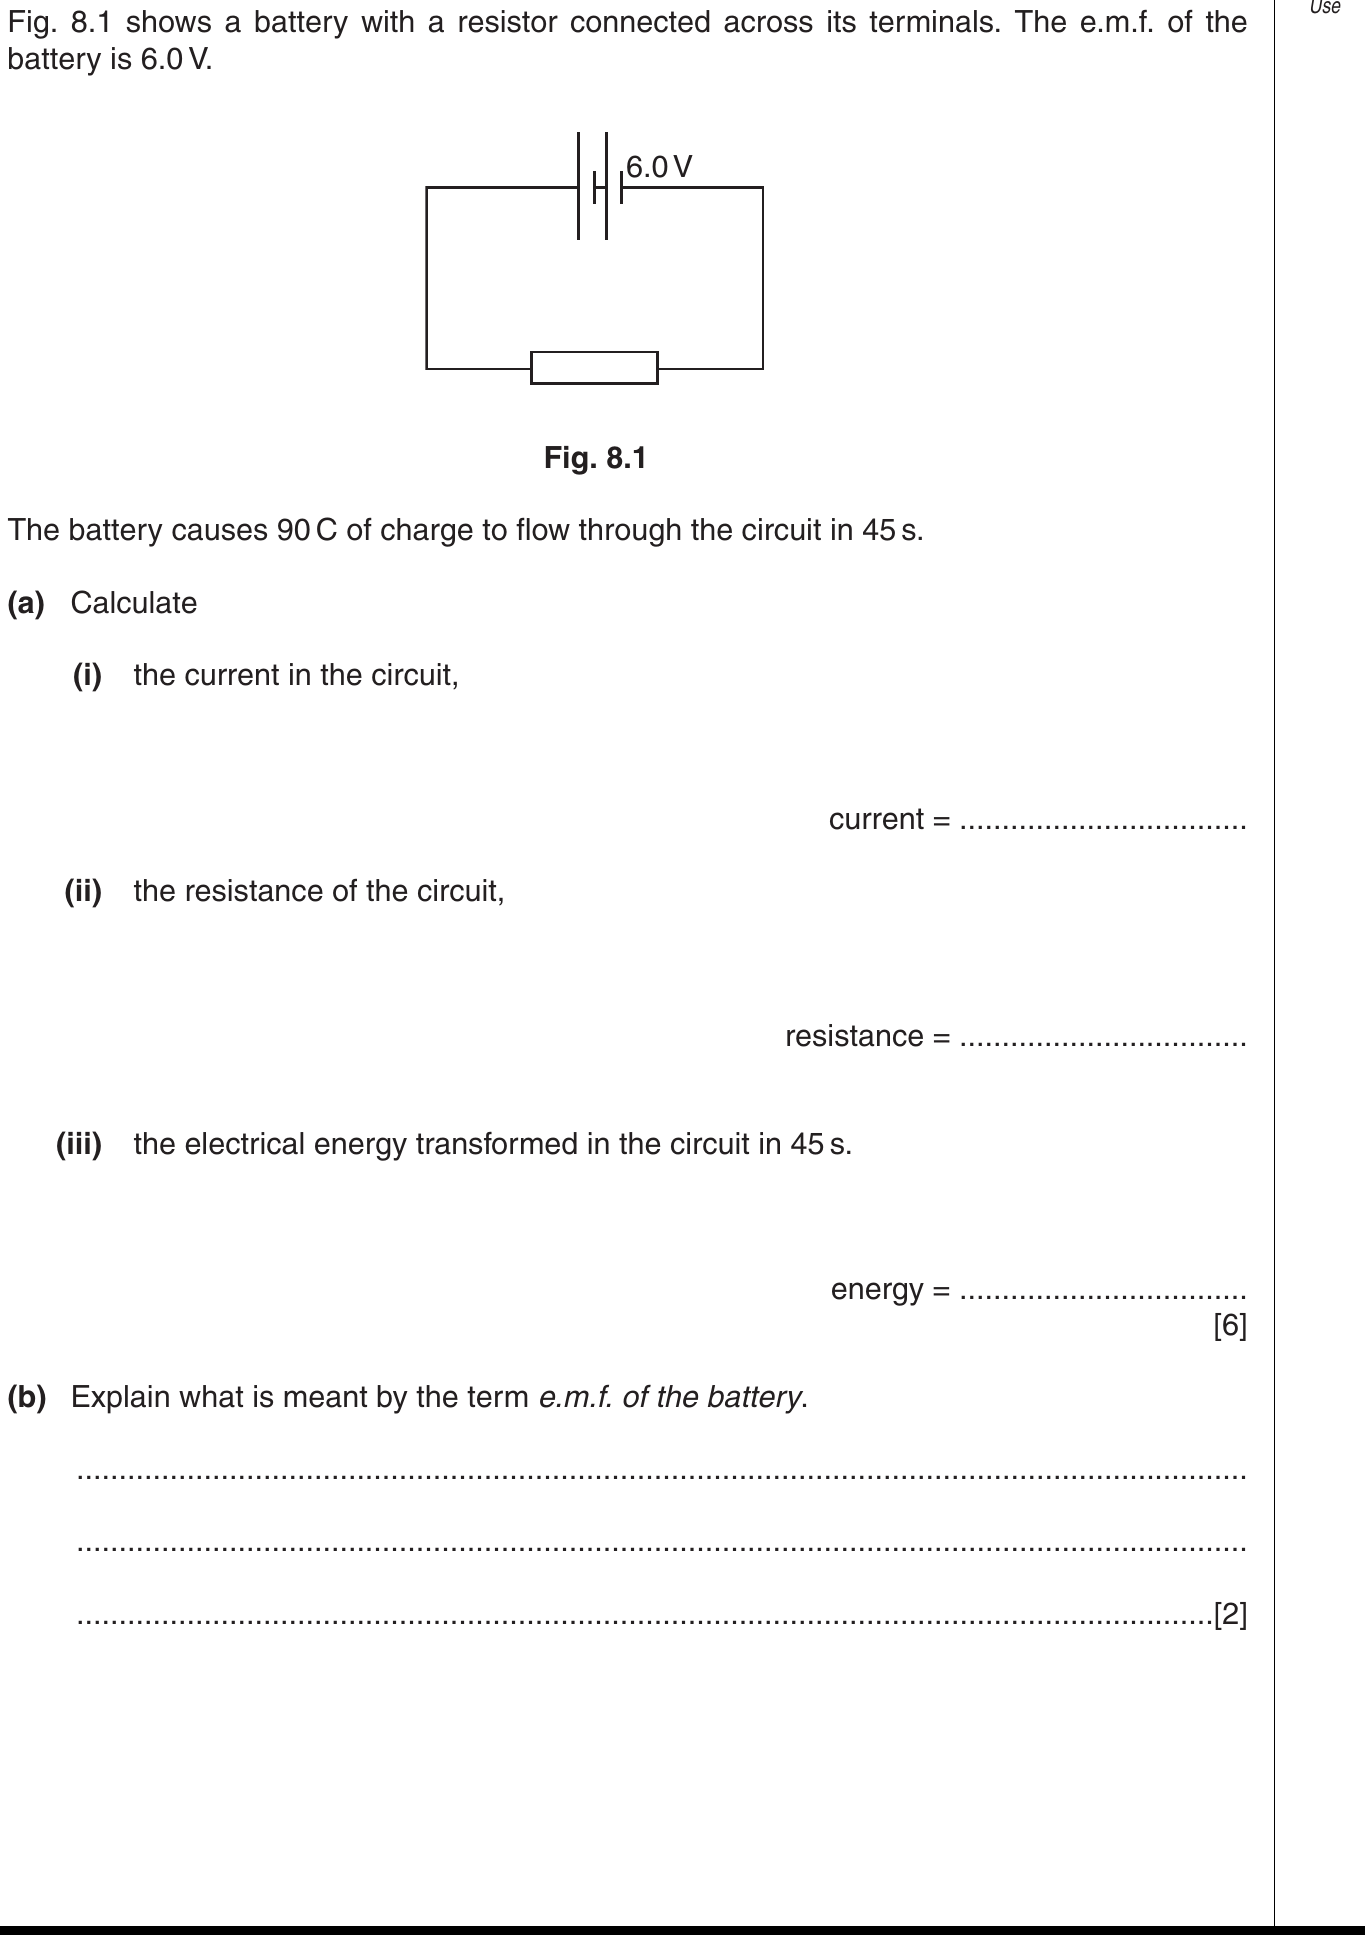 Use
Fig. 8.1 shows a battery with a resistor connected across its terminals. The e.m.f. of the
battery is 6.0 V.
6.0 V
Fig. 8.1
The battery causes 90 C of charge to flow through the circuit in 45 s.
(a) Calculate
(i) the current in the circuit,
current = ..................................
(ii) the resistance of the circuit,
resistance = ..................................
(iii) the electrical energy transformed in the circuit in 45 s.
energy = ..................................
[6]
(b) Explain what is meant by the term e.m.f. of the battery.
..........................................................................................................................................
..........................................................................................................................................
......................................................................................................................................[2]